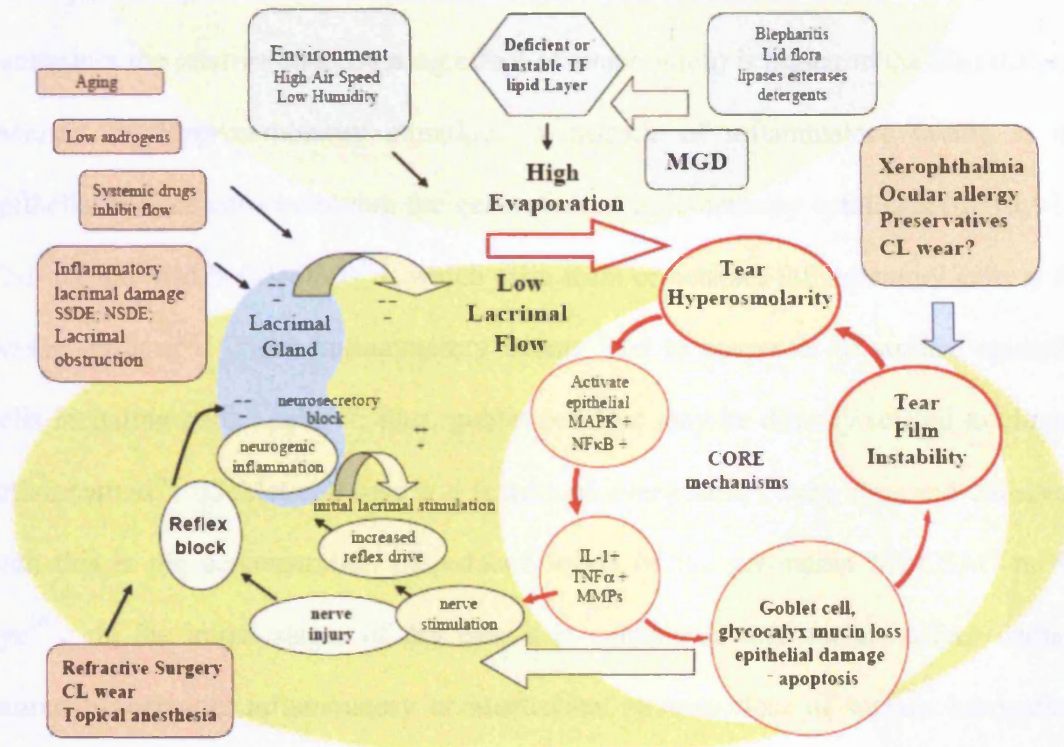 Environment
High Air Speed
Low Humidity
Deficient or
unstable TF
lipid Layer
Blepharitis
Lid flora
lipases esterases
detergents
MGD
High
Evaporation
Aging
Low androgens
Systemic drugs
inhibit flow
Inflammatory
lacrimal damage
SSDE; NSDE;
Lacrimal
obstruction
Xerophthalmia
Ocular allergy
Preservatives
CL wear?
Lacrimal
Gland
Low
Lacrimal
Flow
Tear
Hyperosmolarity
neurosecretory
block
neurogenic
inflammation
Activate
epithelial
MAPK +
NFκB +
CORE
mechanisms
Tear
Film
Instability
initial lacrimal stimulation
increased
reflex drive
Reflex
block
IL-1+
TNFα +
MMPs
nerve
injury
nerve
stimulation
Goblet cell,
glycocalyx mucin loss
epithelial damage
apoptosis
Refractive Surgery
CL wear
Topical anesthesia